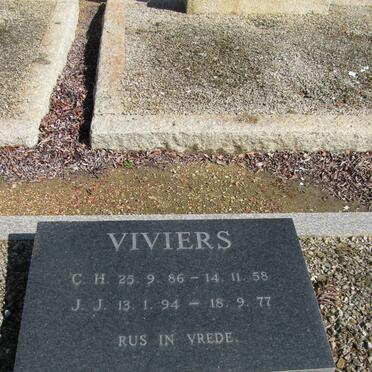 VIVIERS
C. H. 25. 9. 86 - 14. 11. 58
J. J. 13. 1. 94 - 18. 9. 77
RUS IN VREDE.